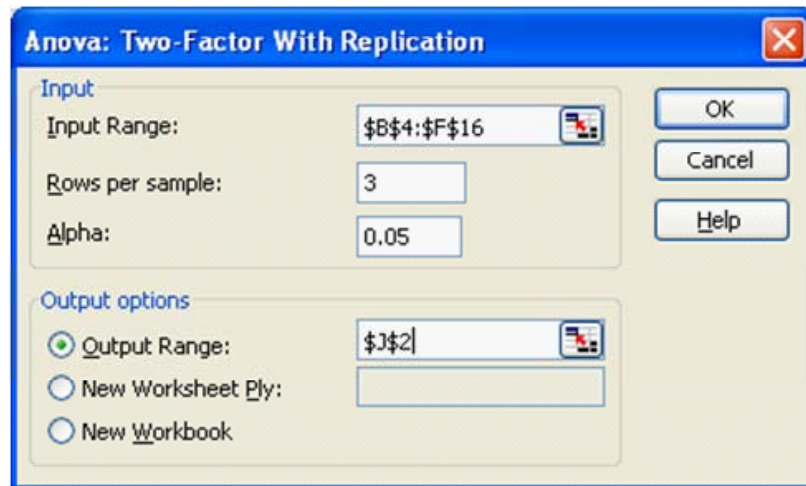 Anova: Two-Factor With Replication
Input
Input Range: $B$4:$F$16
Rows per sample: 3
Alpha: 0.05
OK
Cancel
Help
Output options
Output Range: $J$2
New Worksheet Ply:
New Workbook